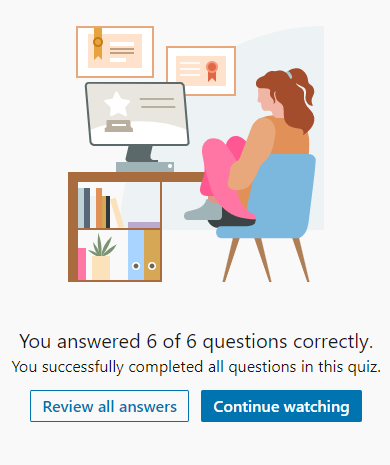 You answered 6 of 6 questions correctly.
You successfully completed all questions in this quiz.
Review all answers
Continue watching